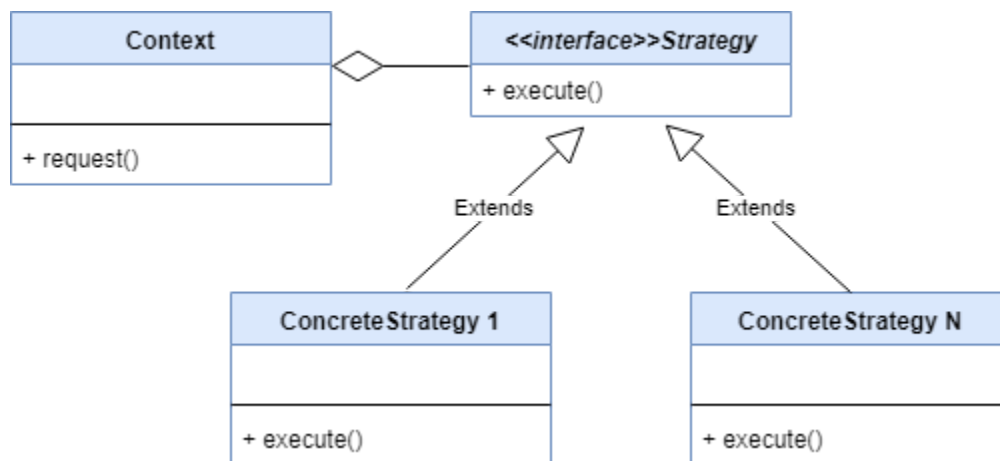 Context
<<interface>>Strategy
+ execute()
+ request()
Extends
Extends
ConcreteStrategy 1
ConcreteStrategy N
+ execute()
+ execute()